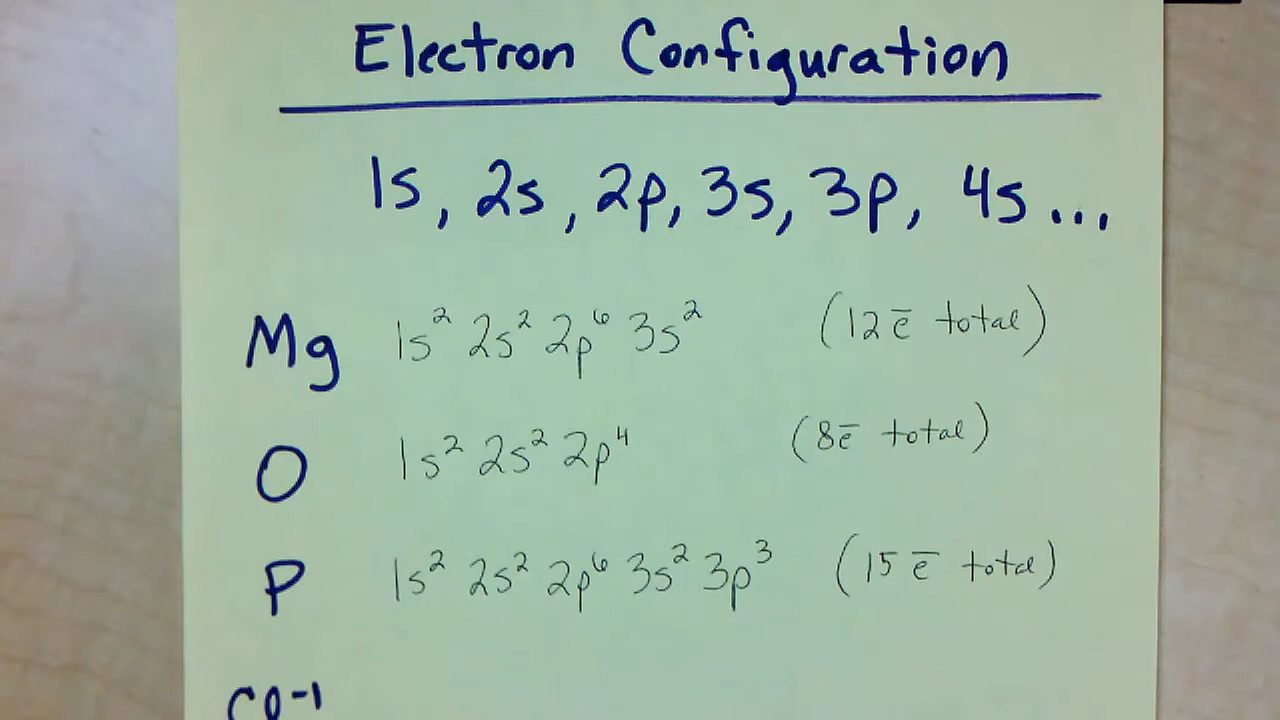 Electron Configuration
1s, 2s, 2p, 3s, 3p, 4s...
Mg 1s² 2s² 2p⁶ 3s² (12 e̅ total)
O 1s² 2s² 2p⁴ (8e̅ total)
P 1s² 2s² 2p⁶ 3s² 3p³ (15 e̅ total)